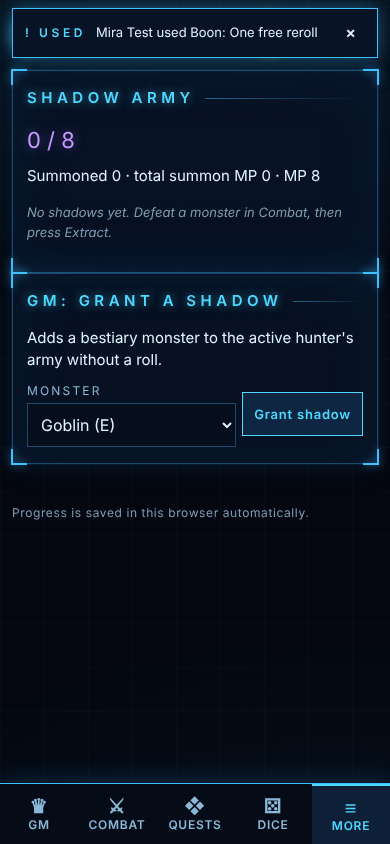 ! USED Mira Test used Boon: One free reroll ×
SHADOW ARMY
0 / 8
Summoned 0 · total summon MP 0 · MP 8
No shadows yet. Defeat a monster in Combat, then
press Extract.
GM: GRANT A SHADOW
Adds a bestiary monster to the active hunter's
army without a roll.
MONSTER
Goblin (E)
Grant shadow
Progress is saved in this browser automatically.
GM COMBAT QUESTS DICE MORE